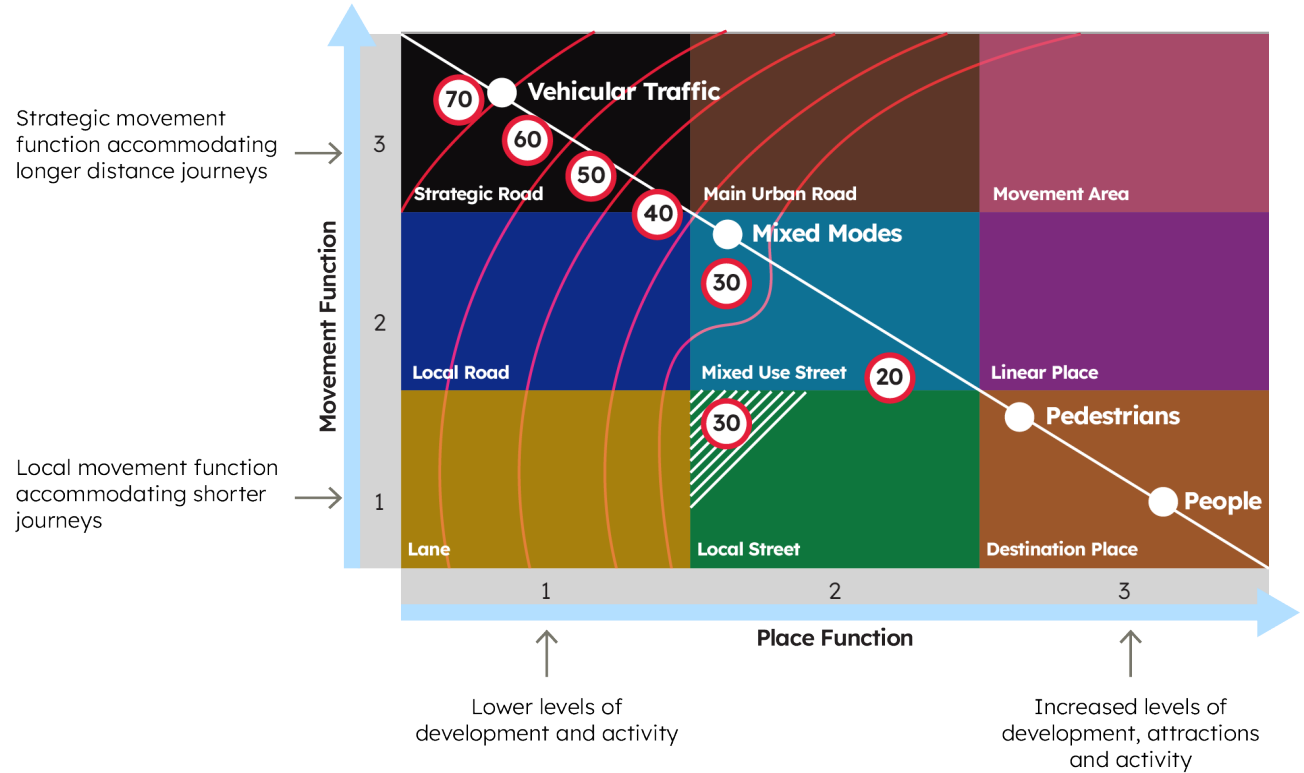 Strategic movement
function accommodating
longer distance journeys
Local movement function
accommodating shorter
journeys
Movement Function
3
2
1
70
Vehicular Traffic
60
50
40
Strategic Road
Main Urban Road
Movement Area
Mixed Modes
30
Local Road
Mixed Use Street
20
Linear Place
30
Pedestrians
People
Lane
Local Street
Destination Place
1
2
3
Place Function
Lower levels of
development and activity
Increased levels of
development, attractions
and activity